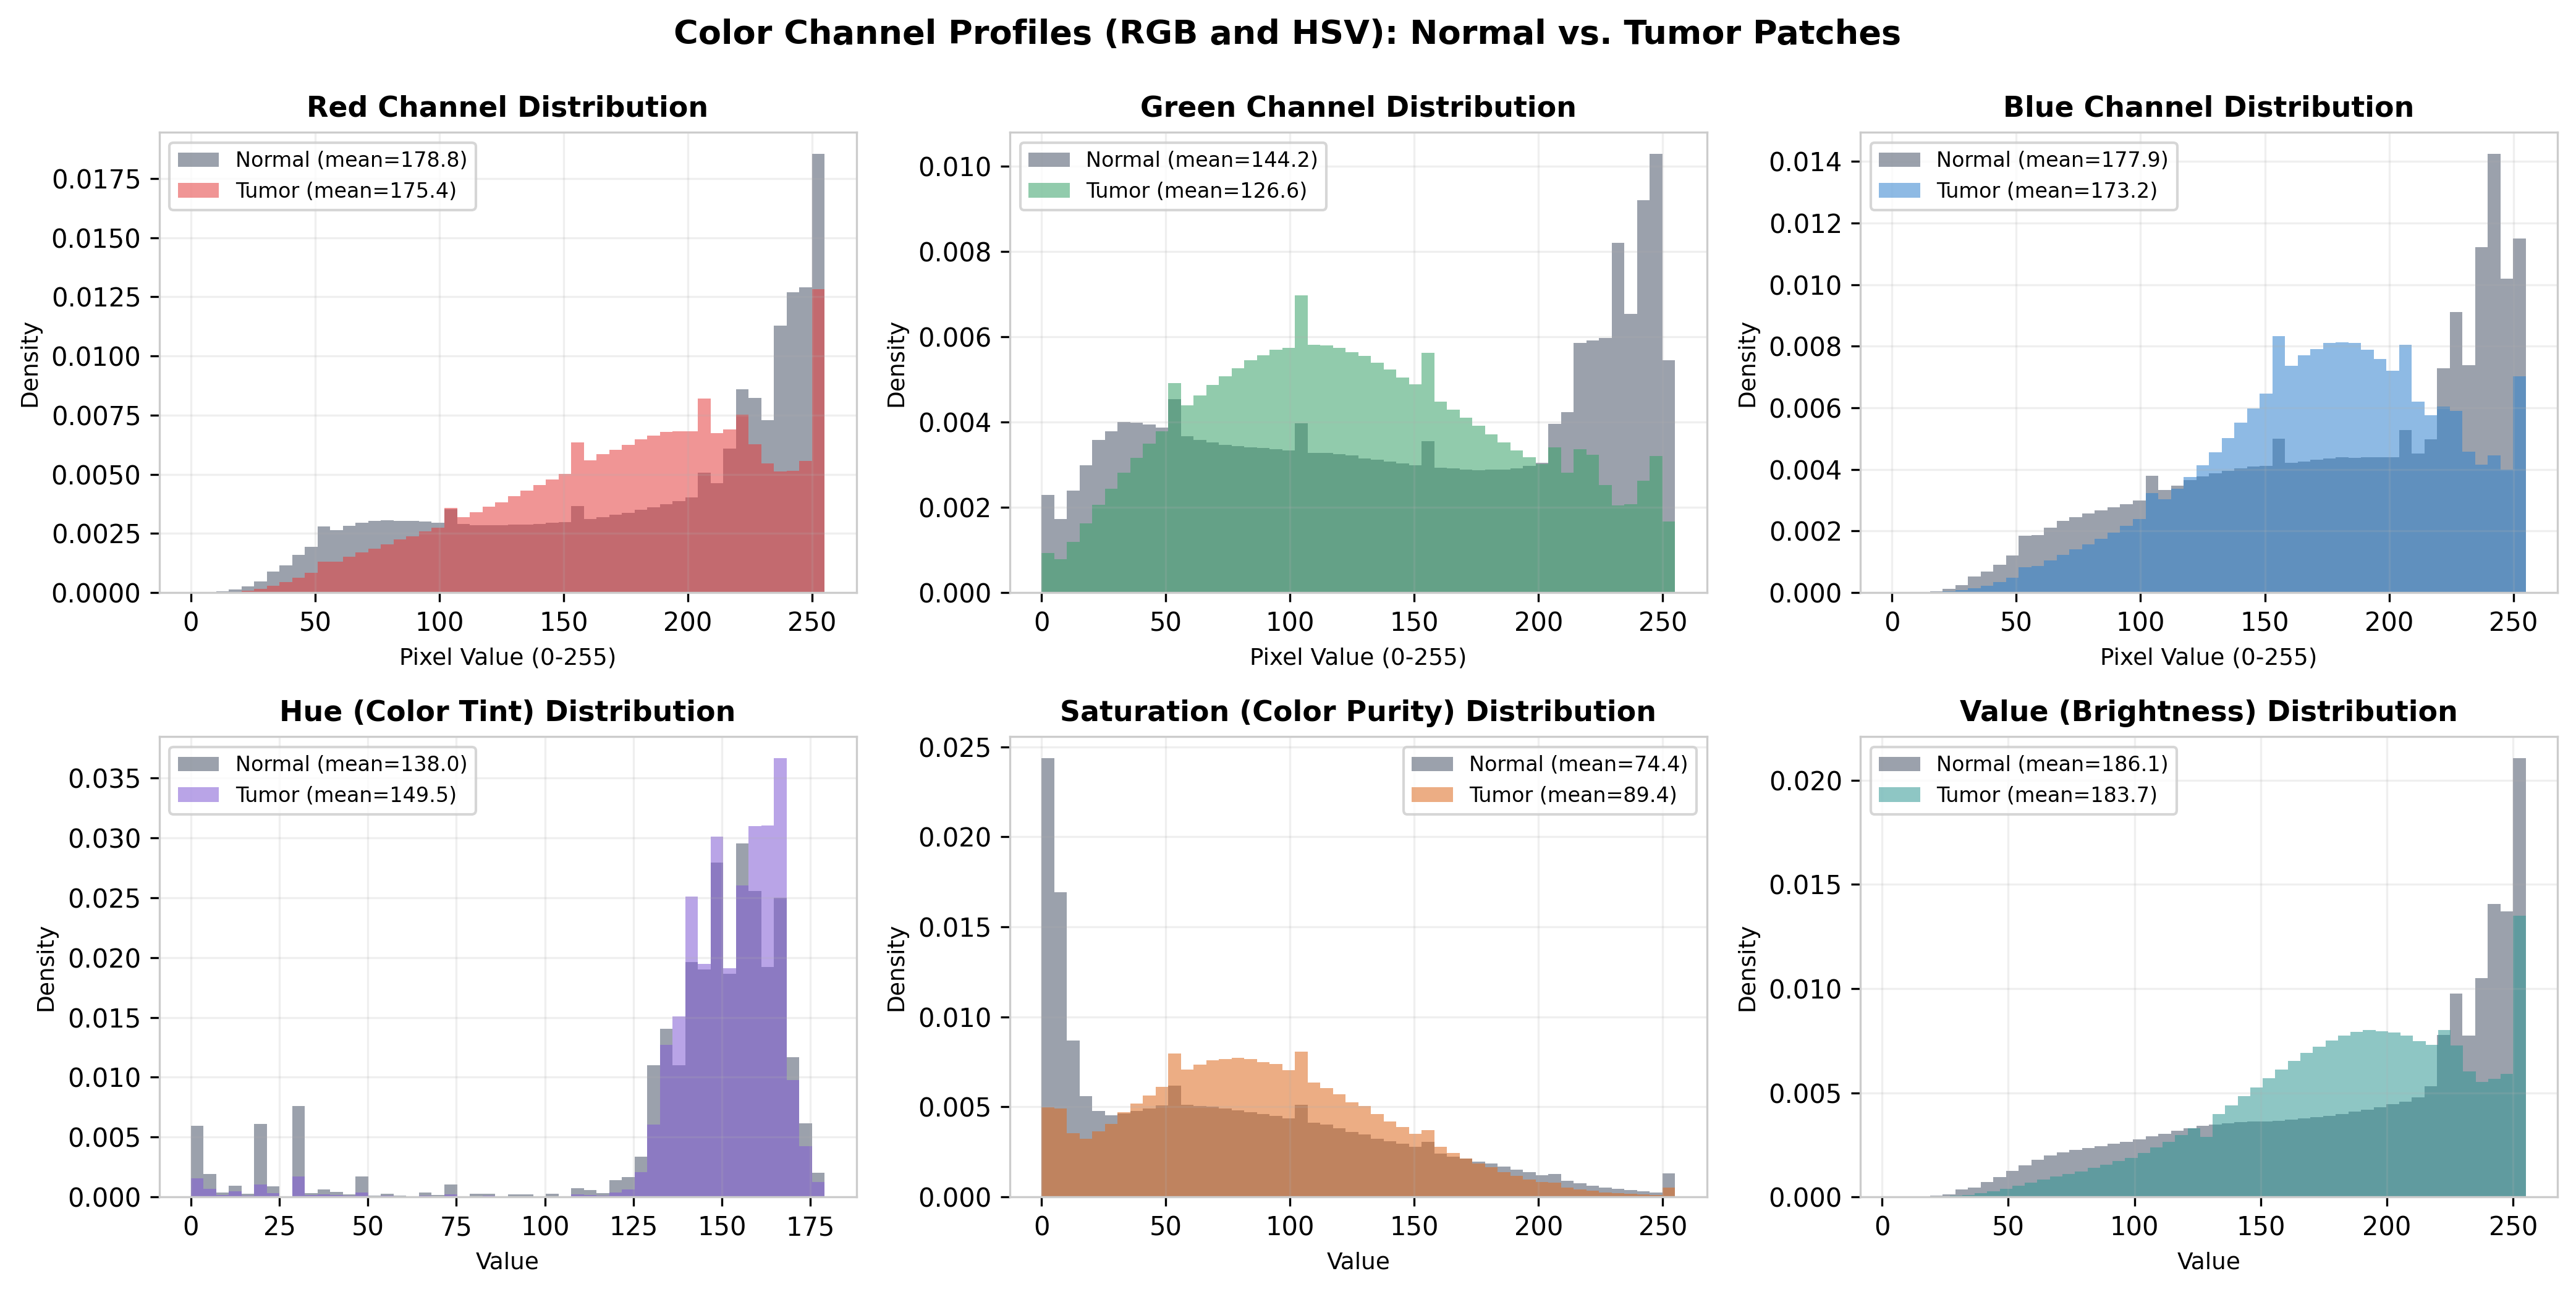 Color Channel Profiles (RGB and HSV): Normal vs. Tumor Patches
Red Channel Distribution
Normal (mean=178.8)
Tumor (mean=175.4)
Density
0.0175
0.0150
0.0125
0.0100
0.0075
0.0050
0.0025
0.0000
0 50 100 150 200 250
Pixel Value (0-255)
Green Channel Distribution
Normal (mean=144.2)
Tumor (mean=126.6)
Density
0.010
0.008
0.006
0.004
0.002
0.000
0 50 100 150 200 250
Pixel Value (0-255)
Blue Channel Distribution
Normal (mean=177.9)
Tumor (mean=173.2)
Density
0.014
0.012
0.010
0.008
0.006
0.004
0.002
0.000
0 50 100 150 200 250
Pixel Value (0-255)
Hue (Color Tint) Distribution
Normal (mean=138.0)
Tumor (mean=149.5)
Density
0.035
0.030
0.025
0.020
0.015
0.010
0.005
0.000
0 25 50 75 100 125 150 175
Value
Saturation (Color Purity) Distribution
Normal (mean=74.4)
Tumor (mean=89.4)
Density
0.025
0.020
0.015
0.010
0.005
0.000
0 50 100 150 200 250
Value
Value (Brightness) Distribution
Normal (mean=186.1)
Tumor (mean=183.7)
Density
0.020
0.015
0.010
0.005
0.000
0 50 100 150 200 250
Value